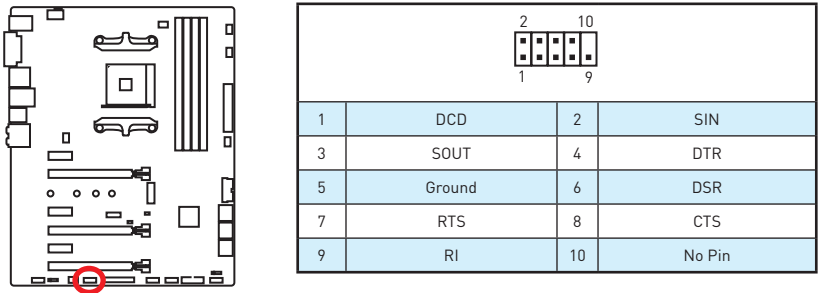 2 10
1 9
1 DCD 2 SIN
3 SOUT 4 DTR
5 Ground 6 DSR
7 RTS 8 CTS
9 RI 10 No Pin